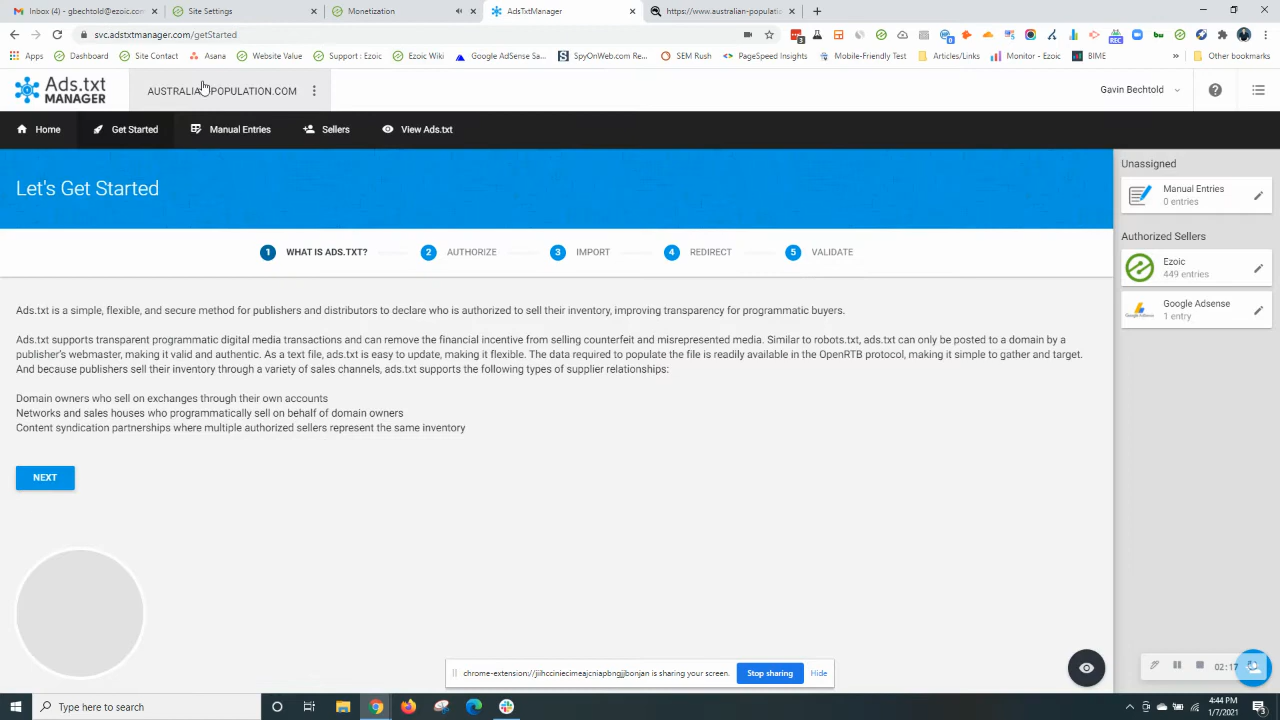 Inbox (1) - gbechtold@ezoic.com
Site Settings
Monetization
AdsTxtManager
https://www.australian-populatio
svc.adstxtmanager.com/getStarted
Apps
Dashboards
Site Contact
Asana
Website Value
Support : Ezoic
Ezoic Wiki
Google AdSense Sa...
SpyOnWeb.com Re...
SEM Rush
PageSpeed Insights
Mobile-Friendly Test
Articles/Links
Monitor - Ezoic
BIME
»
Other bookmarks
Ads.txt
MANAGER
POPULATION.COM
Gavin Bechtold
Home
Get Started
Manual Entries
Sellers
View Ads.txt
Let's Get Started
1 WHAT IS ADS.TXT?
2 AUTHORIZE
3 IMPORT
4 REDIRECT
5 VALIDATE
Ads.txt is a simple, flexible, and secure method for publishers and distributors to declare who is authorized to sell their inventory, improving transparency for programmatic buyers.
Ads.txt supports transparent programmatic digital media transactions and can remove the financial incentive from selling counterfeit and misrepresented media. Similar to robots.txt, ads.txt can only be posted to a domain by a
publisher's webmaster, making it valid and authentic. As a text file, ads.txt is easy to update, making it flexible. The data required to populate the file is readily available in the OpenRTB protocol, making it simple to gather and target.
And because publishers sell their inventory through a variety of sales channels, ads.txt supports the following types of supplier relationships:
Domain owners who sell on exchanges through their own accounts
Networks and sales houses who programmatically sell on behalf of domain owners
Content syndication partnerships where multiple authorized sellers represent the same inventory
NEXT
Unassigned
Manual Entries
0 entries
Authorized Sellers
Ezoic
449 entries
Google Adsense
1 entry
chrome-extension://jiihcciniecimeajcniapbngjjbonjan is sharing your screen.
Stop sharing
Hide
02:17
Type here to search
4:44 PM
1/7/2021